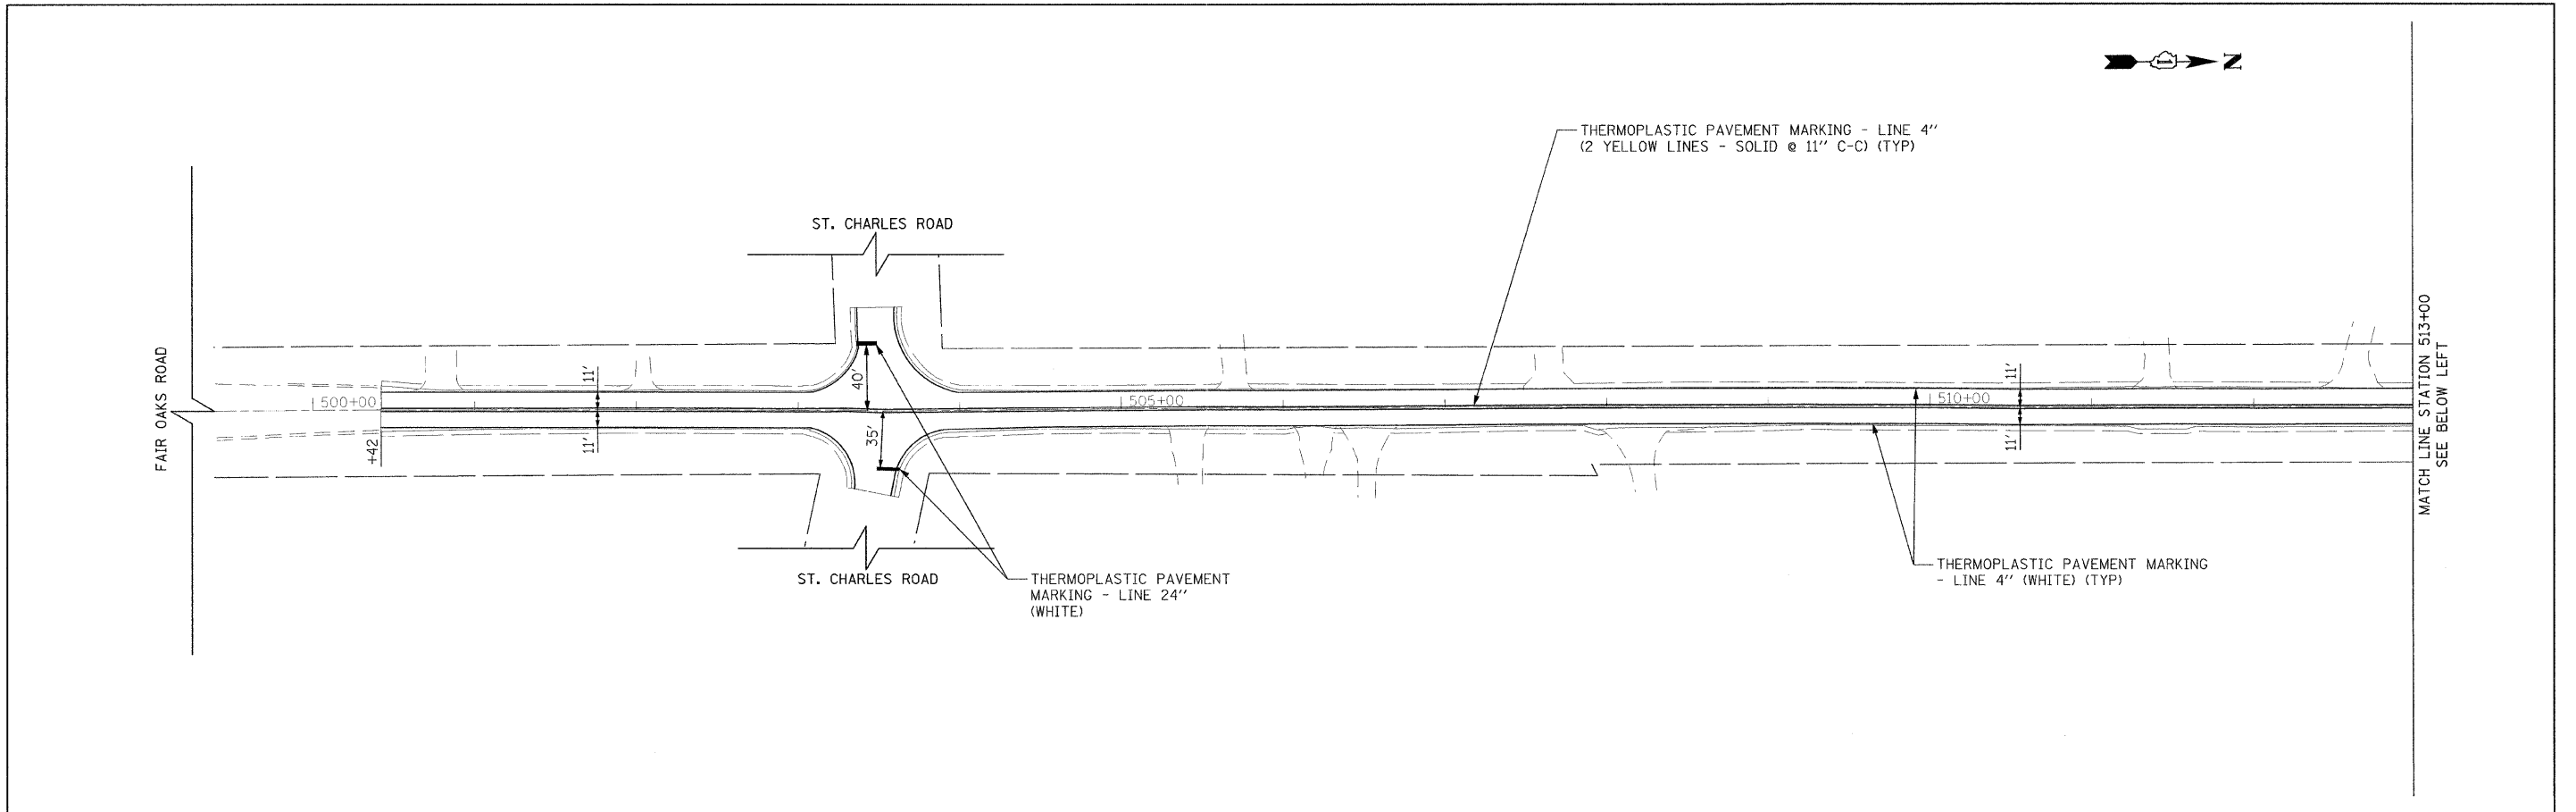 N
THERMOPLASTIC PAVEMENT MARKING - LINE 4"
(2 YELLOW LINES - SOLID @ 11" C-C) (TYP)
ST. CHARLES ROAD
FAIR OAKS ROAD
MATCH LINE STATION 513+00
SEE BELOW LEFT
500+00
+42
11'
11'
40'
35'
505+00
510+00
11'
11'
ST. CHARLES ROAD
THERMOPLASTIC PAVEMENT
MARKING - LINE 24"
(WHITE)
THERMOPLASTIC PAVEMENT MARKING
- LINE 4" (WHITE) (TYP)